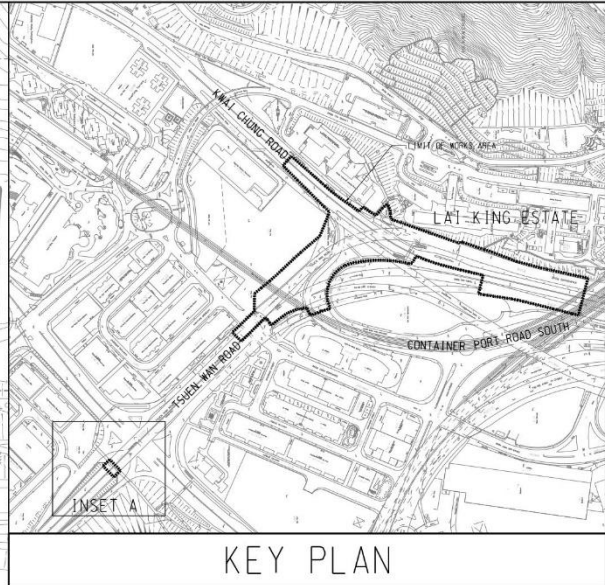 KWAI CHUNG ROAD
LIMIT OF WORKS AREA
LAI KING ESTATE
CONTAINER PORT ROAD SOUTH
TSUEN WAN ROAD
INSET A
KEY PLAN